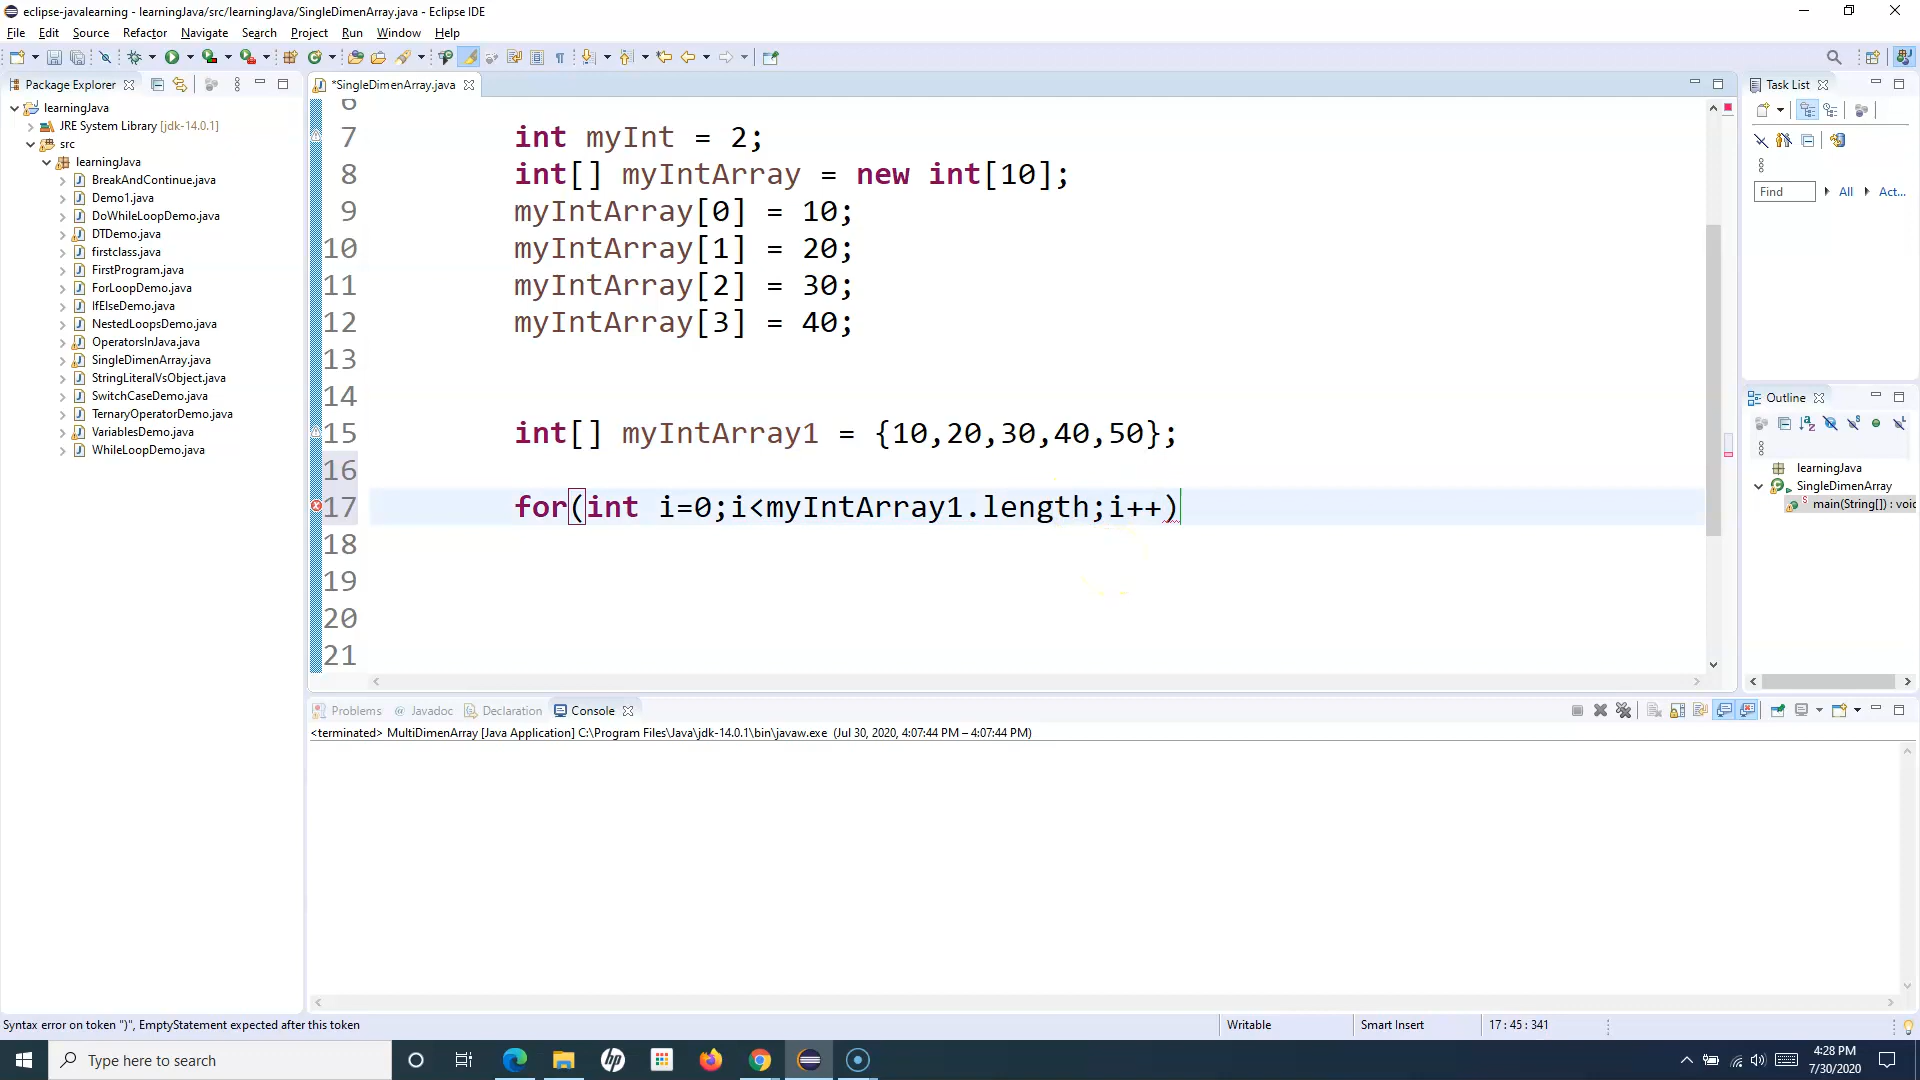 eclipse-javalearning - learningJava/src/learningJava/SingleDimenArray.java - Eclipse IDE
File Edit Source Refactor Navigate Search Project Run Window Help
Package Explorer
learningJava
JRE System Library [jdk-14.0.1]
src
learningJava
BreakAndContinue.java
Demo1.java
DoWhileLoopDemo.java
DTDemo.java
firstclass.java
FirstProgram.java
ForLoopDemo.java
IfElseDemo.java
NestedLoopsDemo.java
OperatorsInJava.java
SingleDimenArray.java
StringLiteralVsObject.java
SwitchCaseDemo.java
TernaryOperatorDemo.java
VariablesDemo.java
WhileLoopDemo.java
*SingleDimenArray.java
6
7 int myInt = 2;
8 int[] myIntArray = new int[10];
9 myIntArray[0] = 10;
10 myIntArray[1] = 20;
11 myIntArray[2] = 30;
12 myIntArray[3] = 40;
13
14
15 int[] myIntArray1 = {10,20,30,40,50};
16
17 for(int i=0;i<myIntArray1.length;i++)
18
19
20
21
Task List
Find All Act...
Outline
learningJava
SingleDimenArray
main(String[]) : void
Problems @ Javadoc Declaration Console
<terminated> MultiDimenArray [Java Application] C:\Program Files\Java\jdk-14.0.1\bin\javaw.exe (Jul 30, 2020, 4:07:44 PM – 4:07:44 PM)
Syntax error on token ")", EmptyStatement expected after this token
Writable Smart Insert 17 : 45 : 341
Type here to search
hp
4:28 PM
7/30/2020